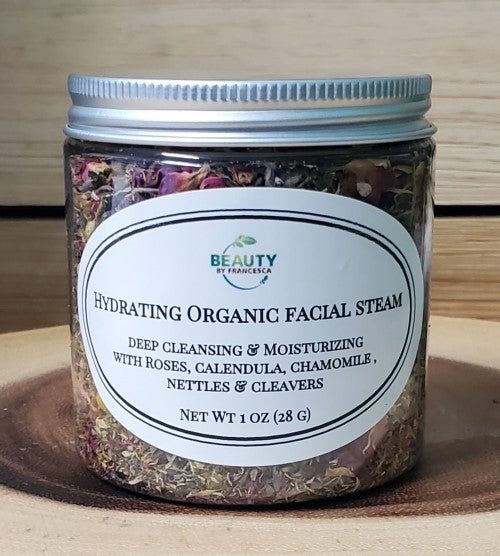 BEAUTY
BY FRANCESCA
HYDRATING ORGANIC FACIAL STEAM
DEEP CLEANSING & MOISTURIZING
WITH ROSES, CALENDULA, CHAMOMILE,
NETTLES & CLEAVERS
NET WT 1 OZ (28 G)